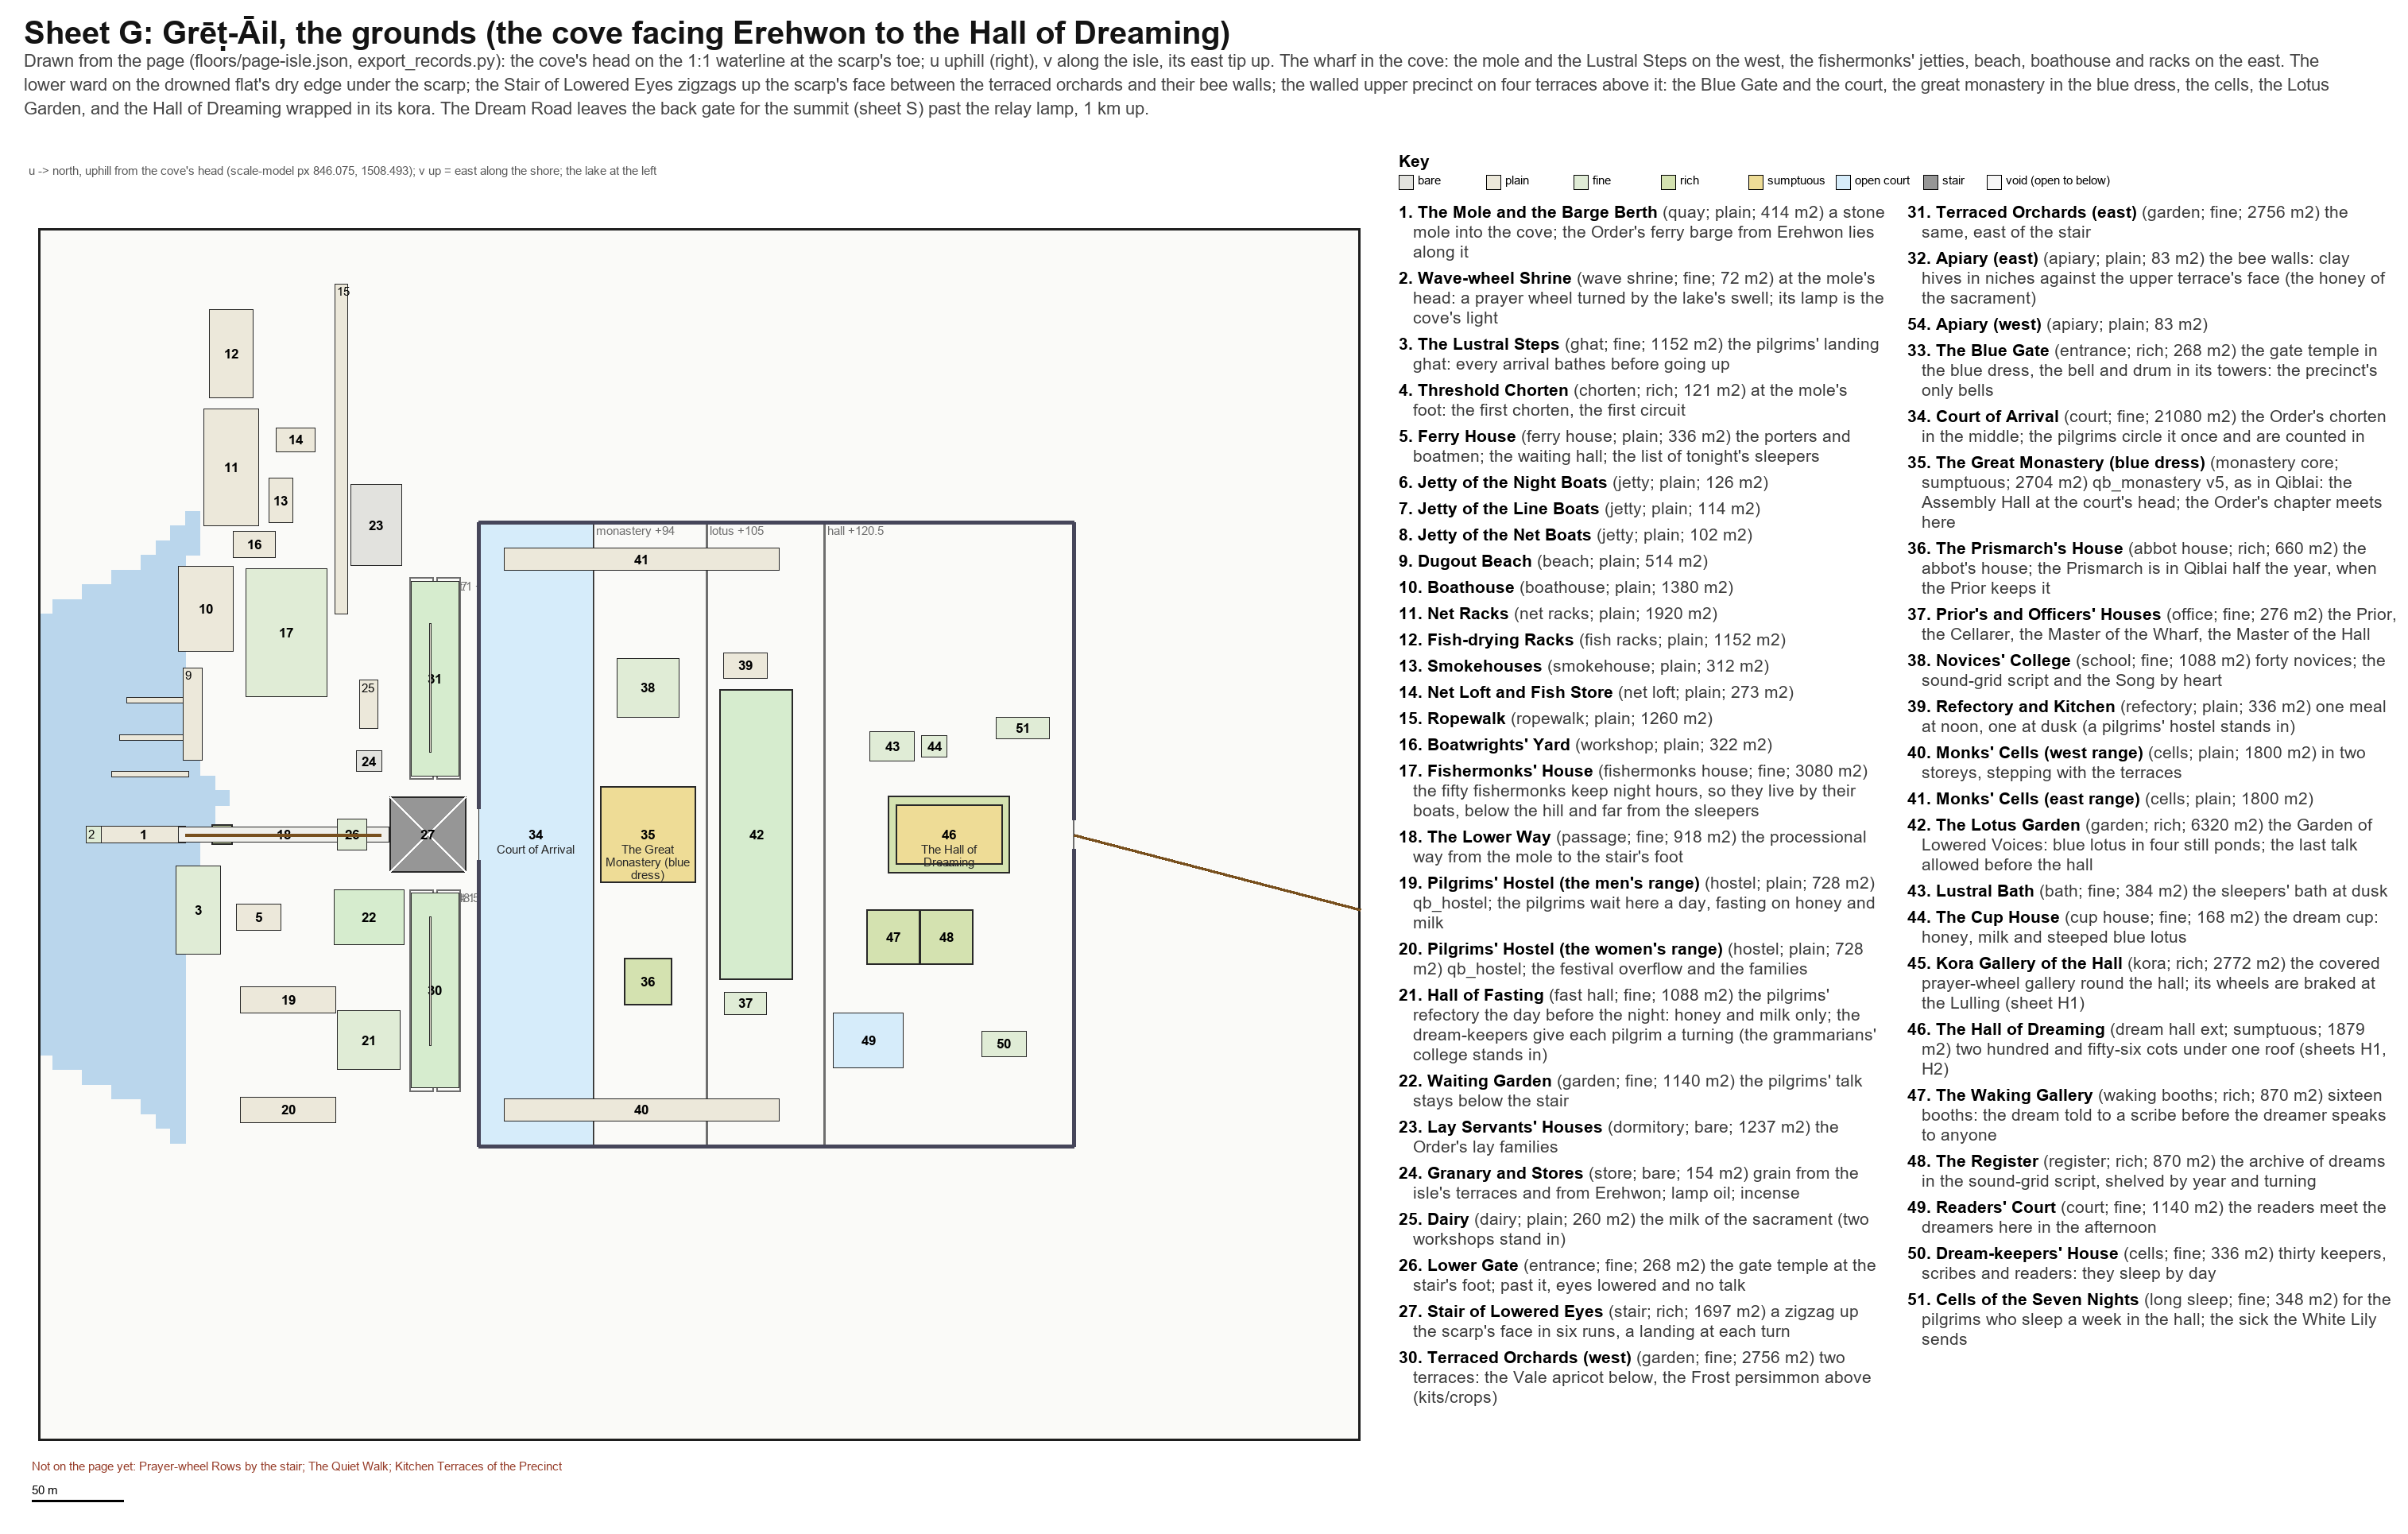 Sheet G: Grēṭ-Āil, the grounds (the cove facing Erehwon to the Hall of Dreaming)
Drawn from the page (floors/page-isle.json, export_records.py): the cove's head on the 1:1 waterline at the scarp's toe; u uphill (right), v along the isle, its east tip up. The wharf in the cove: the mole and the Lustral Steps on the west, the fishermonks' jetties, beach, boathouse and racks on the east. The
lower ward on the drowned flat's dry edge under the scarp; the Stair of Lowered Eyes zigzags up the scarp's face between the terraced orchards and their bee walls; the walled upper precinct on four terraces above it: the Blue Gate and the court, the great monastery in the blue dress, the cells, the Lotus
Garden, and the Hall of Dreaming wrapped in its kora. The Dream Road leaves the back gate for the summit (sheet S) past the relay lamp, 1 km up.
u -> north, uphill from the cove's head (scale-model px 846.075, 1508.493); v up = east along the shore; the lake at the left
15
12
14
11
13
23
16
monastery +94
lotus +105
hall +120.5
41
10
17
31
39
9
25
38
51
43
44
24
2
1
18
26
27
34
Court of Arrival
35
The Great
Monastery (blue
dress)
42
46
The Hall of
Dreaming
3
5
22
47
48
30
36
19
37
21
49
50
20
40
Not on the page yet: Prayer-wheel Rows by the stair; The Quiet Walk; Kitchen Terraces of the Precinct
50 m
Key
bare
plain
fine
rich
sumptuous
open court
stair
void (open to below)
1. The Mole and the Barge Berth (quay; plain; 414 m2) a stone
mole into the cove; the Order's ferry barge from Erehwon lies
along it
2. Wave-wheel Shrine (wave shrine; fine; 72 m2) at the mole's
head: a prayer wheel turned by the lake's swell; its lamp is the
cove's light
3. The Lustral Steps (ghat; fine; 1152 m2) the pilgrims' landing
ghat: every arrival bathes before going up
4. Threshold Chorten (chorten; rich; 121 m2) at the mole's
foot: the first chorten, the first circuit
5. Ferry House (ferry house; plain; 336 m2) the porters and
boatmen; the waiting hall; the list of tonight's sleepers
6. Jetty of the Night Boats (jetty; plain; 126 m2)
7. Jetty of the Line Boats (jetty; plain; 114 m2)
8. Jetty of the Net Boats (jetty; plain; 102 m2)
9. Dugout Beach (beach; plain; 514 m2)
10. Boathouse (boathouse; plain; 1380 m2)
11. Net Racks (net racks; plain; 1920 m2)
12. Fish-drying Racks (fish racks; plain; 1152 m2)
13. Smokehouses (smokehouse; plain; 312 m2)
14. Net Loft and Fish Store (net loft; plain; 273 m2)
15. Ropewalk (ropewalk; plain; 1260 m2)
16. Boatwrights' Yard (workshop; plain; 322 m2)
17. Fishermonks' House (fishermonks house; fine; 3080 m2)
the fifty fishermonks keep night hours, so they live by their
boats, below the hill and far from the sleepers
18. The Lower Way (passage; fine; 918 m2) the processional
way from the mole to the stair's foot
19. Pilgrims' Hostel (the men's range) (hostel; plain; 728 m2)
qb_hostel; the pilgrims wait here a day, fasting on honey and
milk
20. Pilgrims' Hostel (the women's range) (hostel; plain; 728
m2) qb_hostel; the festival overflow and the families
21. Hall of Fasting (fast hall; fine; 1088 m2) the pilgrims'
refectory the day before the night: honey and milk only; the
dream-keepers give each pilgrim a turning (the grammarians'
college stands in)
22. Waiting Garden (garden; fine; 1140 m2) the pilgrims' talk
stays below the stair
23. Lay Servants' Houses (dormitory; bare; 1237 m2) the
Order's lay families
24. Granary and Stores (store; bare; 154 m2) grain from the
isle's terraces and from Erehwon; lamp oil; incense
25. Dairy (dairy; plain; 260 m2) the milk of the sacrament (two
workshops stand in)
26. Lower Gate (entrance; fine; 268 m2) the gate temple at the
stair's foot; past it, eyes lowered and no talk
27. Stair of Lowered Eyes (stair; rich; 1697 m2) a zigzag up
the scarp's face in six runs, a landing at each turn
30. Terraced Orchards (west) (garden; fine; 2756 m2) two
terraces: the Vale apricot below, the Frost persimmon above
(kits/crops)
31. Terraced Orchards (east) (garden; fine; 2756 m2) the
same, east of the stair
32. Apiary (east) (apiary; plain; 83 m2) the bee walls: clay
hives in niches against the upper terrace's face (the honey of
the sacrament)
54. Apiary (west) (apiary; plain; 83 m2)
33. The Blue Gate (entrance; rich; 268 m2) the gate temple in
the blue dress, the bell and drum in its towers: the precinct's
only bells
34. Court of Arrival (court; fine; 21080 m2) the Order's chorten
in the middle; the pilgrims circle it once and are counted in
35. The Great Monastery (blue dress) (monastery core;
sumptuous; 2704 m2) qb_monastery v5, as in Qiblai: the
Assembly Hall at the court's head; the Order's chapter meets
here
36. The Prismarch's House (abbot house; rich; 660 m2) the
abbot's house; the Prismarch is in Qiblai half the year, when
the Prior keeps it
37. Prior's and Officers' Houses (office; fine; 276 m2) the Prior,
the Cellarer, the Master of the Wharf, the Master of the Hall
38. Novices' College (school; fine; 1088 m2) forty novices; the
sound-grid script and the Song by heart
39. Refectory and Kitchen (refectory; plain; 336 m2) one meal
at noon, one at dusk (a pilgrims' hostel stands in)
40. Monks' Cells (west range) (cells; plain; 1800 m2) in two
storeys, stepping with the terraces
41. Monks' Cells (east range) (cells; plain; 1800 m2)
42. The Lotus Garden (garden; rich; 6320 m2) the Garden of
Lowered Voices: blue lotus in four still ponds; the last talk
allowed before the hall
43. Lustral Bath (bath; fine; 384 m2) the sleepers' bath at dusk
44. The Cup House (cup house; fine; 168 m2) the dream cup:
honey, milk and steeped blue lotus
45. Kora Gallery of the Hall (kora; rich; 2772 m2) the covered
prayer-wheel gallery round the hall; its wheels are braked at
the Lulling (sheet H1)
46. The Hall of Dreaming (dream hall ext; sumptuous; 1879
m2) two hundred and fifty-six cots under one roof (sheets H1,
H2)
47. The Waking Gallery (waking booths; rich; 870 m2) sixteen
booths: the dream told to a scribe before the dreamer speaks
to anyone
48. The Register (register; rich; 870 m2) the archive of dreams
in the sound-grid script, shelved by year and turning
49. Readers' Court (court; fine; 1140 m2) the readers meet the
dreamers here in the afternoon
50. Dream-keepers' House (cells; fine; 336 m2) thirty keepers,
scribes and readers: they sleep by day
51. Cells of the Seven Nights (long sleep; fine; 348 m2) for the
pilgrims who sleep a week in the hall; the sick the White Lily
sends